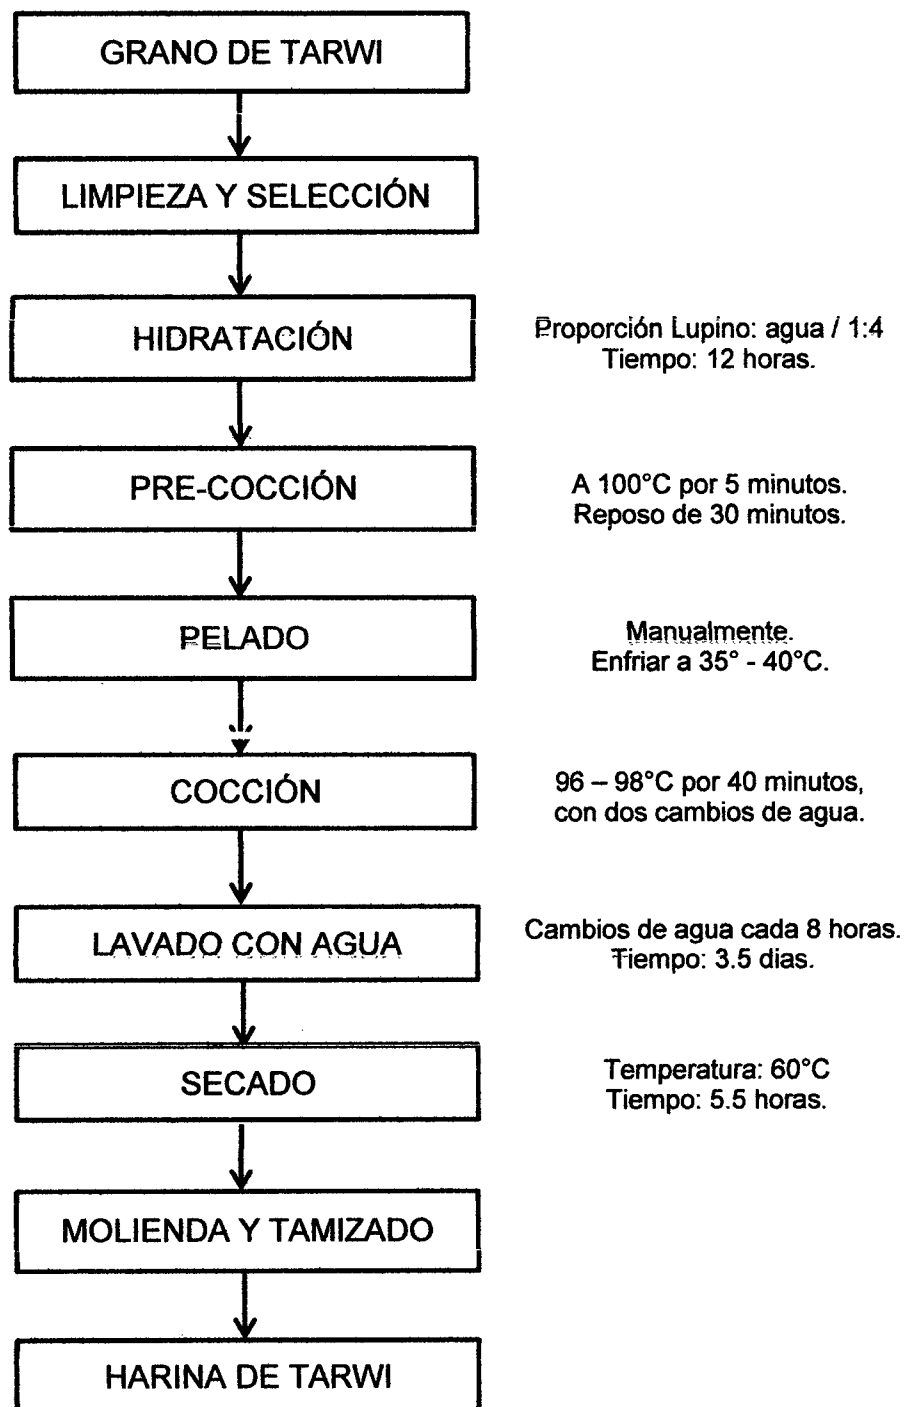 GRANO DE TARWI
LIMPIEZA Y SELECCIÓN
HIDRATACIÓN
Proporción Lupino: agua / 1:4
Tiempo: 12 horas.
PRE-COCCIÓN
A 100°C por 5 minutos.
Reposo de 30 minutos.
PELADO
Manualmente.
Enfriar a 35° - 40°C.
COCCIÓN
96 – 98°C por 40 minutos,
con dos cambios de agua.
LAVADO CON AGUA
Cambios de agua cada 8 horas.
Tiempo: 3.5 dias.
SECADO
Temperatura: 60°C
Tiempo: 5.5 horas.
MOLIENDA Y TAMIZADO
HARINA DE TARWI